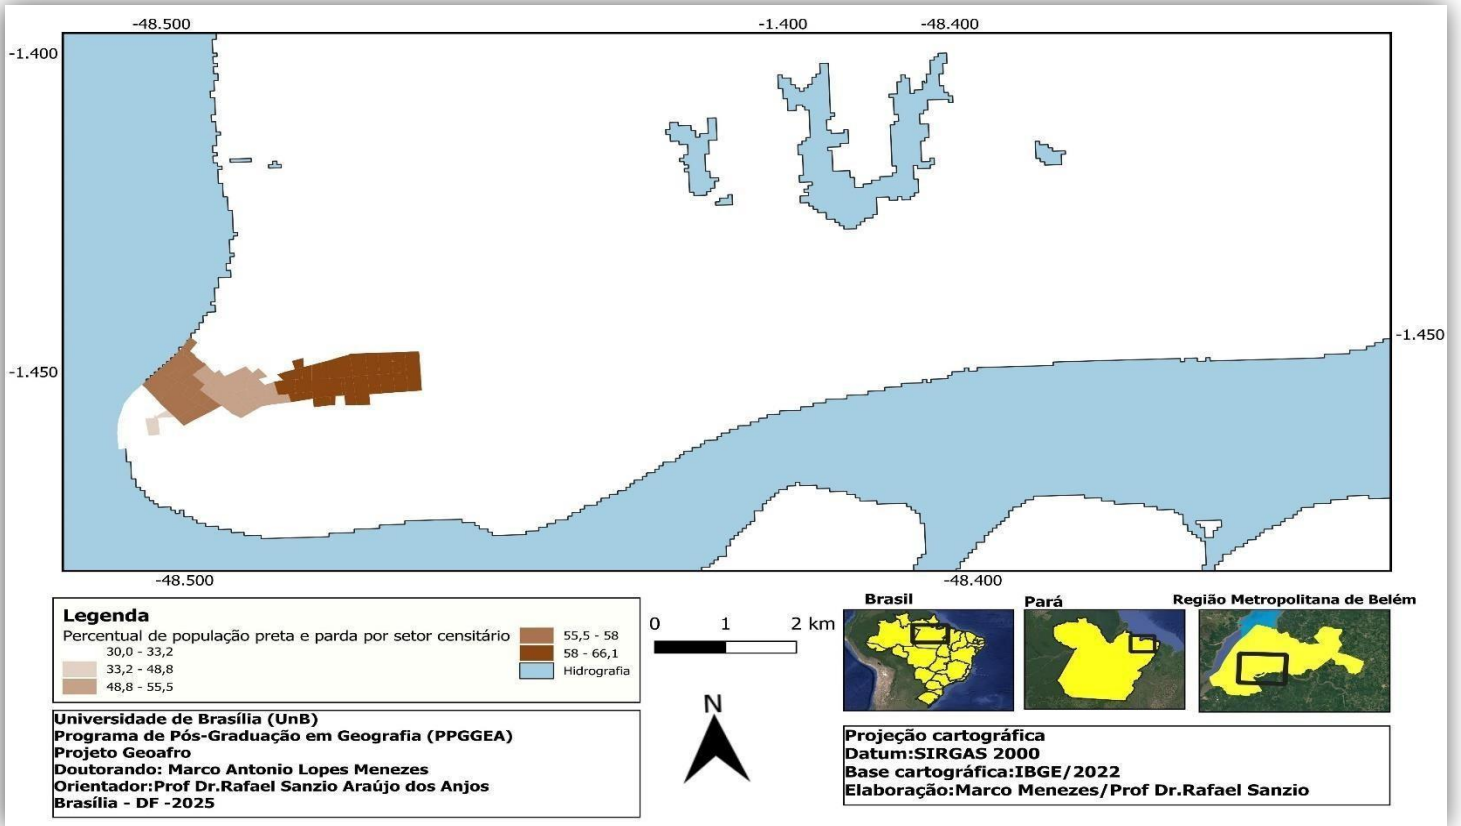 -48.500
-1.400
-48.400
-1.400
-1.450
-1.450
-48.500
-48.400
Legenda
Percentual de população preta e parda por setor censitário
30,0 - 33,2
33,2 - 48,8
48,8 - 55,5
55,5 - 58
58 - 66,1
Hidrografia
0 1 2 km
N
Brasil
Pará
Região Metropolitana de Belém
Universidade de Brasília (UnB)
Programa de Pós-Graduação em Geografia (PPGGEA)
Projeto Geoafro
Doutorando: Marco Antonio Lopes Menezes
Orientador:Prof Dr.Rafael Sanzio Araújo dos Anjos
Brasília - DF -2025
Projeção cartográfica
Datum:SIRGAS 2000
Base cartográfica:IBGE/2022
Elaboração:Marco Menezes/Prof Dr.Rafael Sanzio